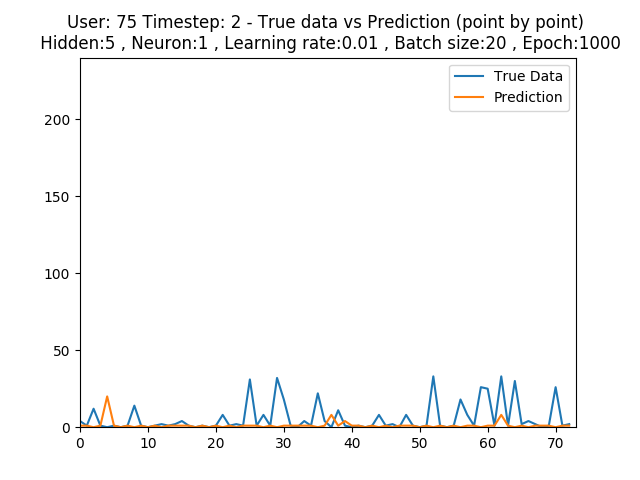 User: 75 Timestep: 2 - True data vs Prediction (point by point)
Hidden:5 , Neuron:1 , Learning rate:0.01 , Batch size:20 , Epoch:1000
True Data
Prediction
200
150
100
50
0
0 10 20 30 40 50 60 70